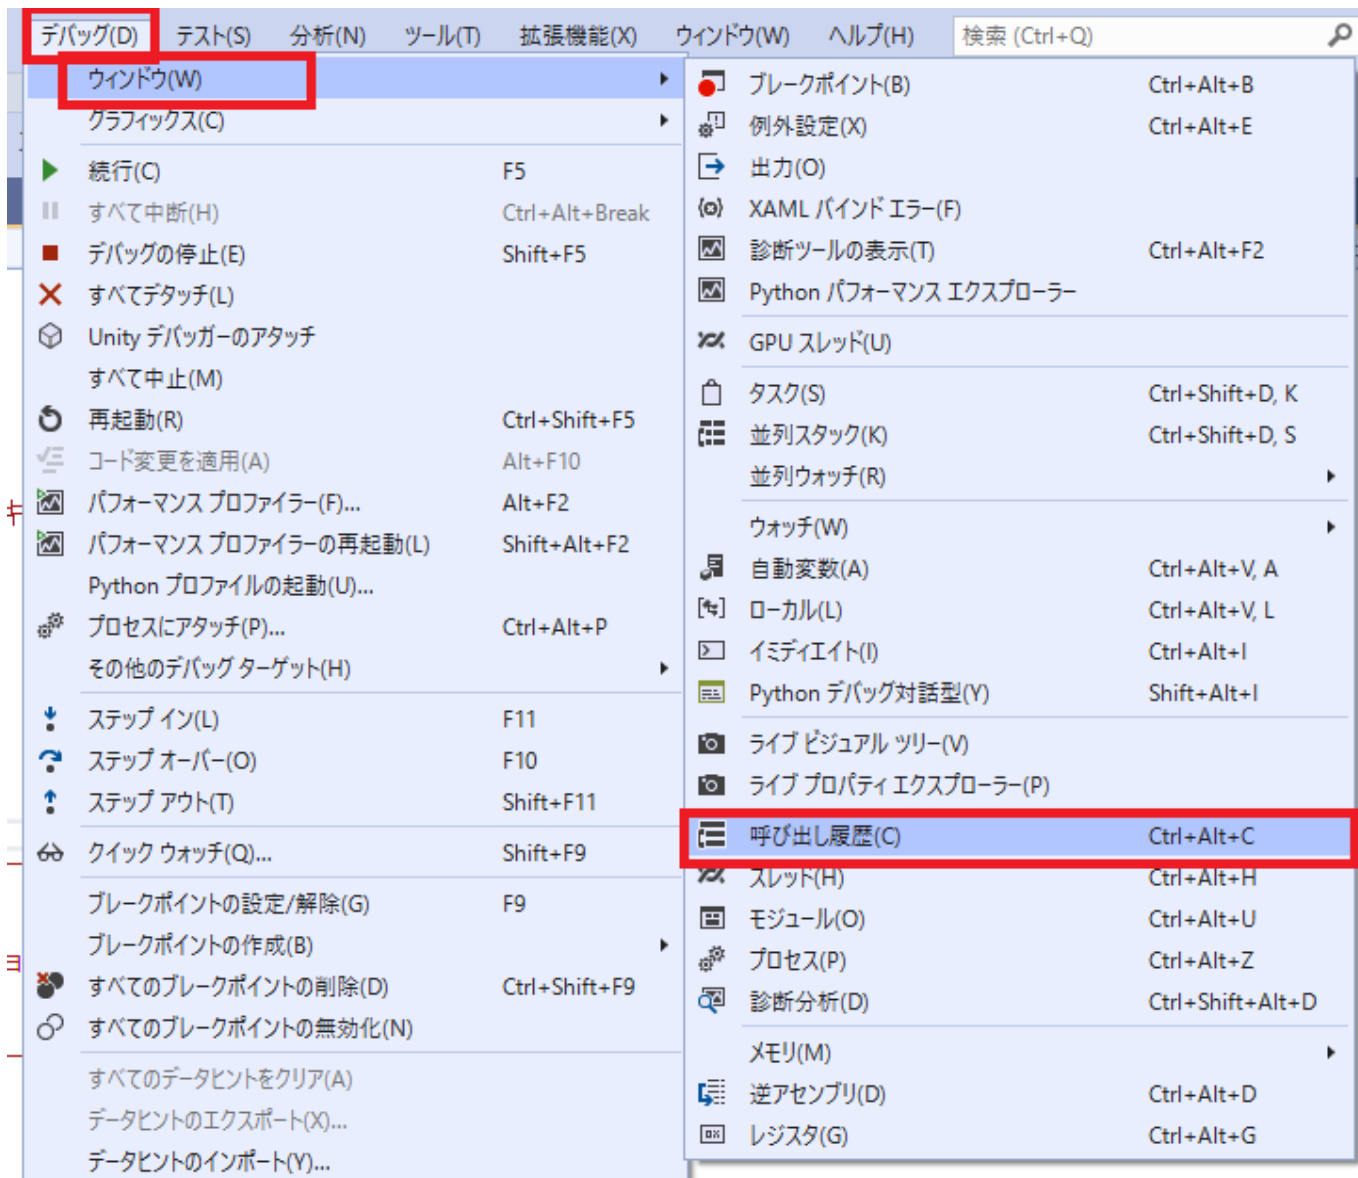 デバッグ(D) テスト(S) 分析(N) ツール(T) 拡張機能(X) ウィンドウ(W) ヘルプ(H) 検索 (Ctrl+Q)
ウィンドウ(W)
グラフィックス(C)
続行(C) F5
すべて中断(H) Ctrl+Alt+Break
デバッグの停止(E) Shift+F5
すべてデタッチ(L)
Unity デバッガーのアタッチ
すべて中止(M)
再起動(R) Ctrl+Shift+F5
コード変更を適用(A) Alt+F10
パフォーマンス プロファイラー(F)... Alt+F2
パフォーマンス プロファイラーの再起動(L) Shift+Alt+F2
Python プロファイルの起動(U)...
プロセスにアタッチ(P)... Ctrl+Alt+P
その他のデバッグ ターゲット(H)
ステップ イン(L) F11
ステップ オーバー(O) F10
ステップ アウト(T) Shift+F11
クイック ウォッチ(Q)... Shift+F9
ブレークポイントの設定/解除(G) F9
ブレークポイントの作成(B)
すべてのブレークポイントの削除(D) Ctrl+Shift+F9
すべてのブレークポイントの無効化(N)
すべてのデータヒントをクリア(A)
データヒントのエクスポート(X)...
データヒントのインポート(Y)...
ブレークポイント(B) Ctrl+Alt+B
例外設定(X) Ctrl+Alt+E
出力(O)
XAML バインド エラー(F)
診断ツールの表示(T) Ctrl+Alt+F2
Python パフォーマンス エクスプローラー
GPU スレッド(U)
タスク(S) Ctrl+Shift+D, K
並列スタック(K) Ctrl+Shift+D, S
並列ウォッチ(R)
ウォッチ(W)
自動変数(A) Ctrl+Alt+V, A
ローカル(L) Ctrl+Alt+V, L
イミディエイト(I) Ctrl+Alt+I
Python デバッグ対話型(Y) Shift+Alt+I
ライブ ビジュアル ツリー(V)
ライブ プロパティ エクスプローラー(P)
呼び出し履歴(C) Ctrl+Alt+C
スレッド(H) Ctrl+Alt+H
モジュール(O) Ctrl+Alt+U
プロセス(P) Ctrl+Alt+Z
診断分析(D) Ctrl+Shift+Alt+D
メモリ(M)
逆アセンブリ(D) Ctrl+Alt+D
レジスタ(G) Ctrl+Alt+G